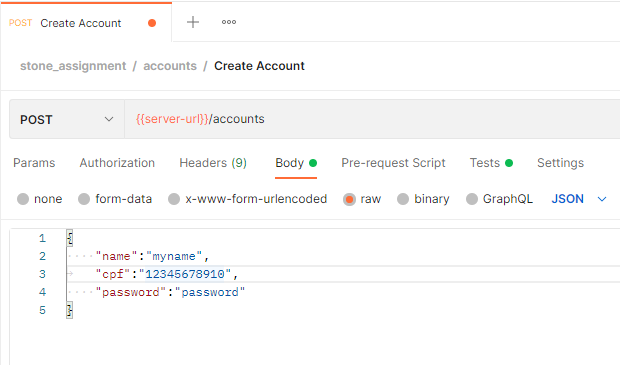 POST Create Account
stone_assignment / accounts / Create Account
POST {{server-url}}/accounts
Params Authorization Headers (9) Body Pre-request Script Tests Settings
none form-data x-www-form-urlencoded raw binary GraphQL JSON
1 {
2 "name":"myname",
3 "cpf":"12345678910",
4 "password":"password"
5 }